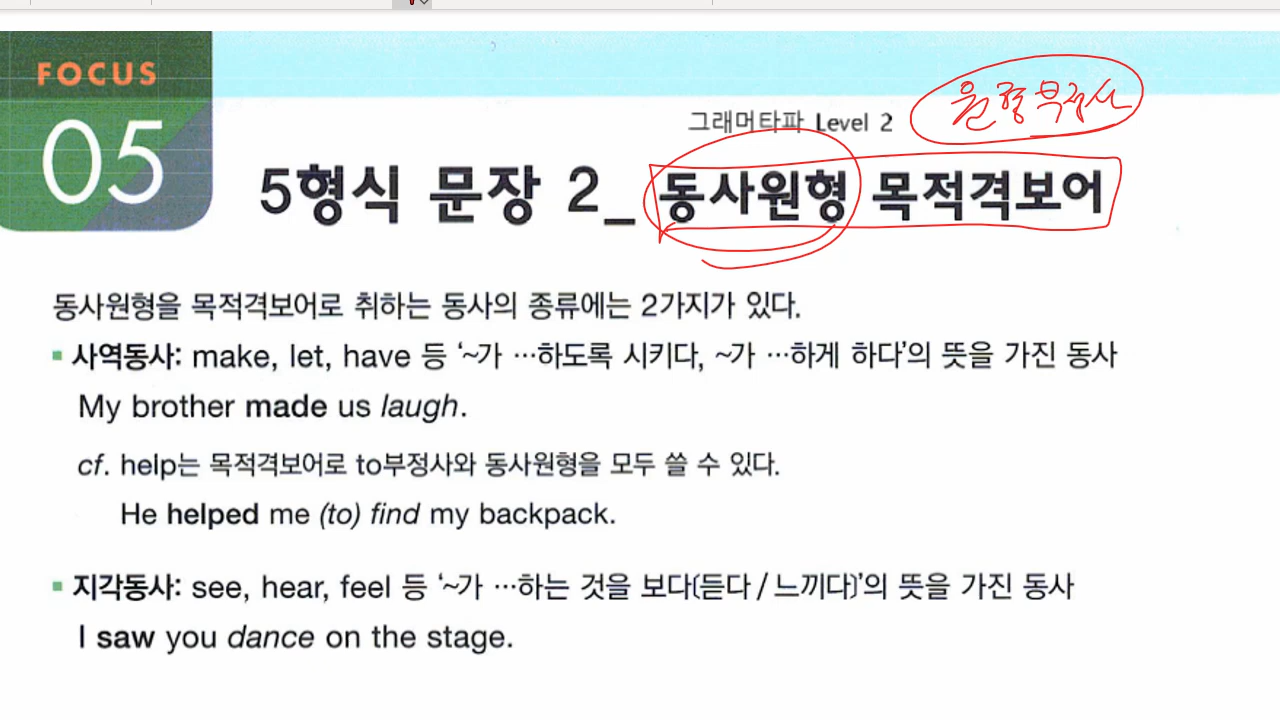 FOCUS
05
원형부정사
그래머타파 Level 2
5형식 문장 2_ 동사원형 목적격보어
동사원형을 목적격보어로 취하는 동사의 종류에는 2가지가 있다.
▪ 사역동사: make, let, have 등 ‘~가 …하도록 시키다, ~가 …하게 하다’의 뜻을 가진 동사
My brother made us laugh.
cf. help는 목적격보어로 to부정사와 동사원형을 모두 쓸 수 있다.
He helped me (to) find my backpack.
▪ 지각동사: see, hear, feel 등 ‘~가 …하는 것을 보다(듣다 / 느끼다)’의 뜻을 가진 동사
I saw you dance on the stage.